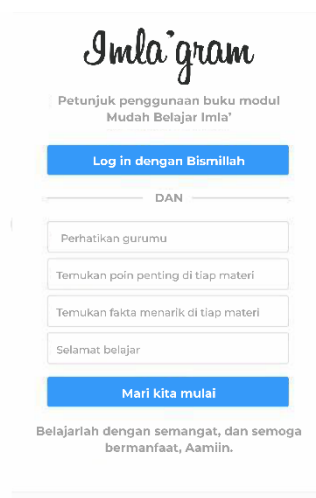 Imla'gram
Petunjuk penggunaan buku modul
Mudah Belajar Imla'
Log in dengan Bismillah
DAN
Perhatikan gurumu
Temukan poin penting di tiap materi
Temukan fakta menarik di tiap materi
Selamat belajar
Mari kita mulai
Belajarlah dengan semangat, dan semoga
bermanfaat, Aamiin.